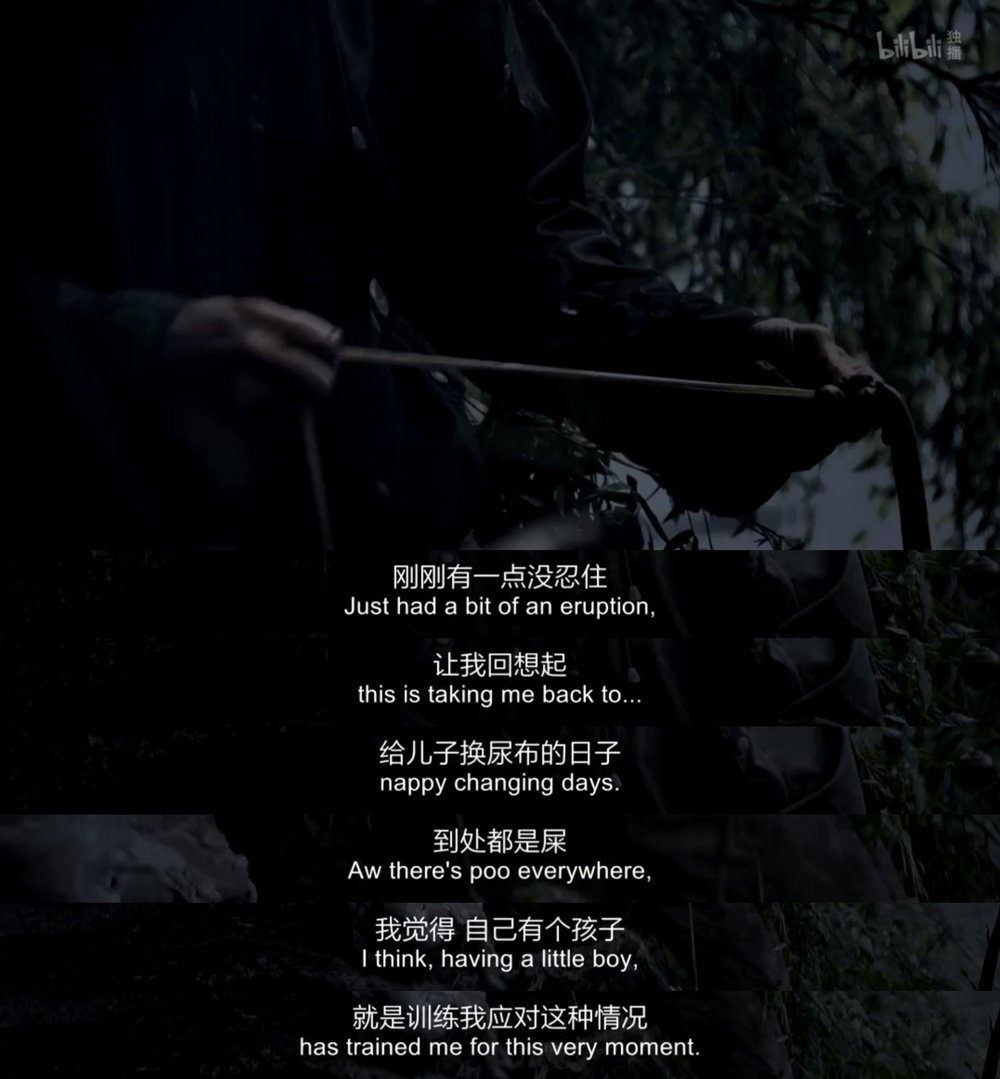 bilibili 独播
刚刚有一点没忍住
Just had a bit of an eruption,
让我回想起
this is taking me back to...
给儿子换尿布的日子
nappy changing days.
到处都是屎
Aw there's poo everywhere,
我觉得 自己有个孩子
I think, having a little boy,
就是训练我应对这种情况
has trained me for this very moment.